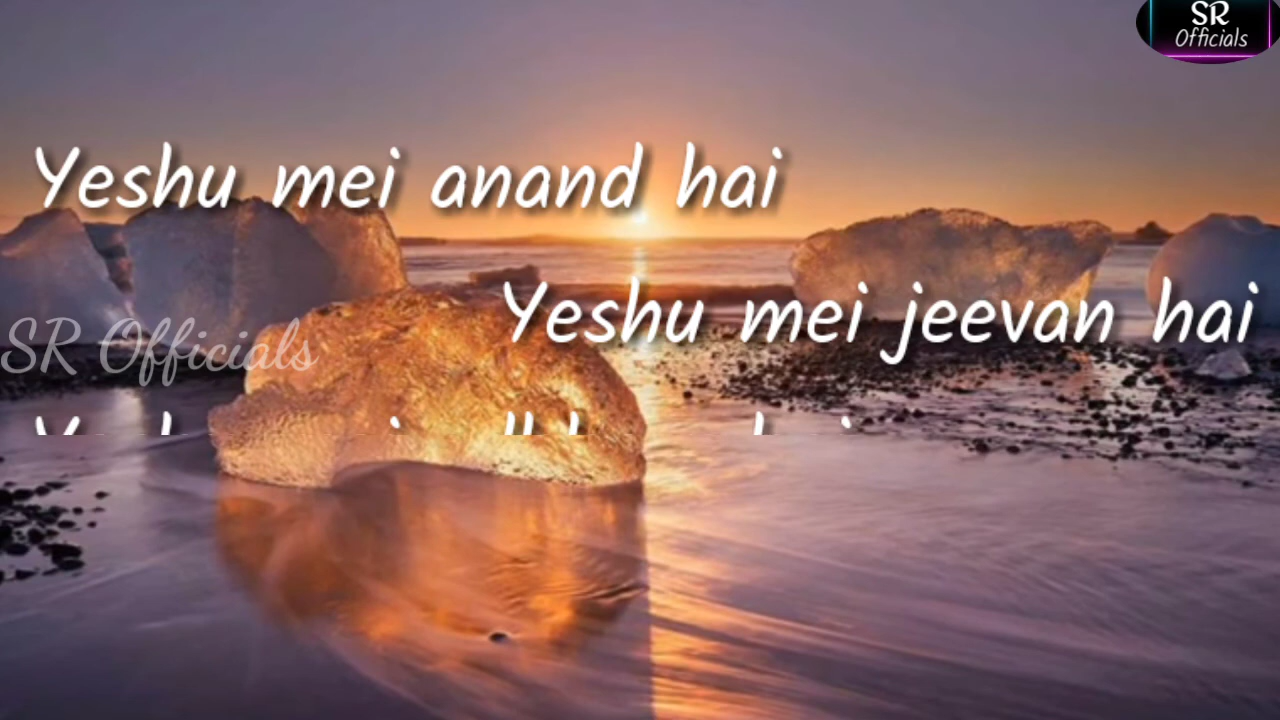 SR
Officials
Yeshu mei anand hai
Yeshu mei jeevan hai
SR Officials